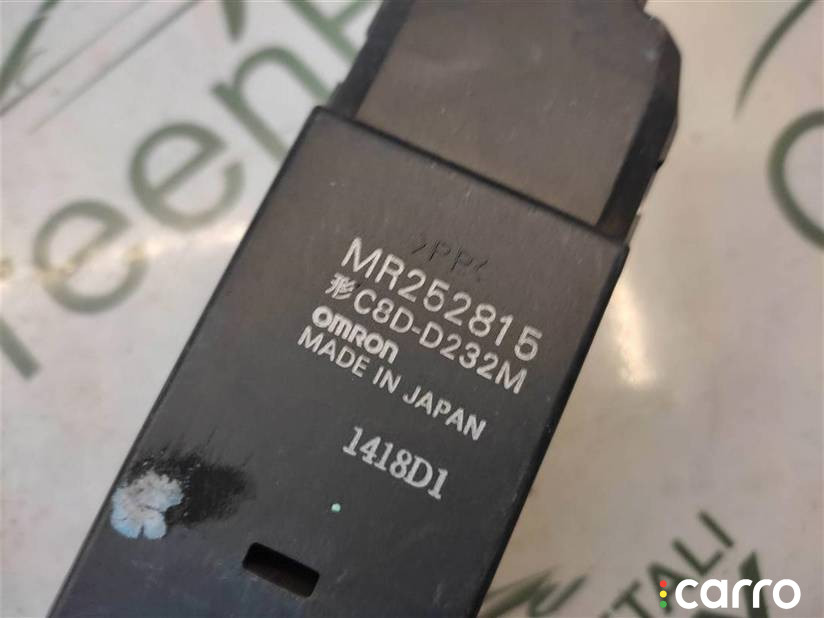 >PP<
MR252815
形C8D-D232M
omron
MADE IN JAPAN
1418D1
carro